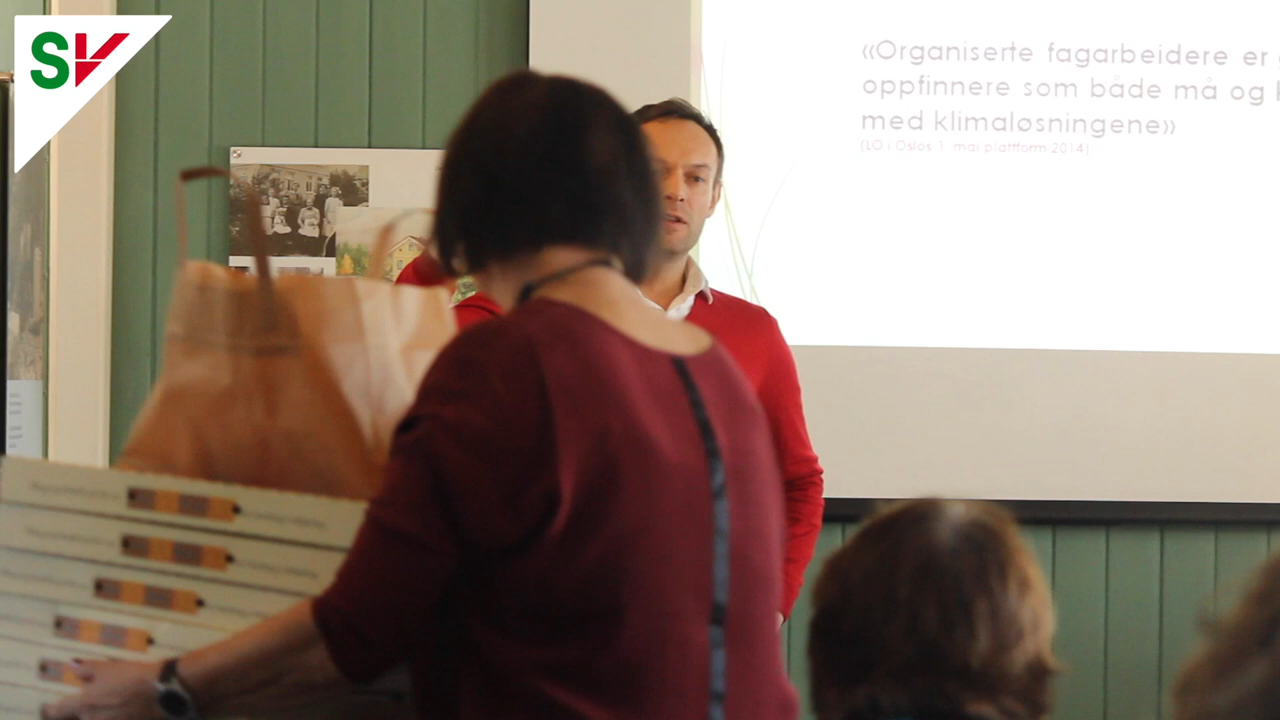 SV
«Organiserte fagarbeidere er
oppfinnere som både må og
med klimaløsningene»
(LO i Oslos 1. mai plattform 2014)